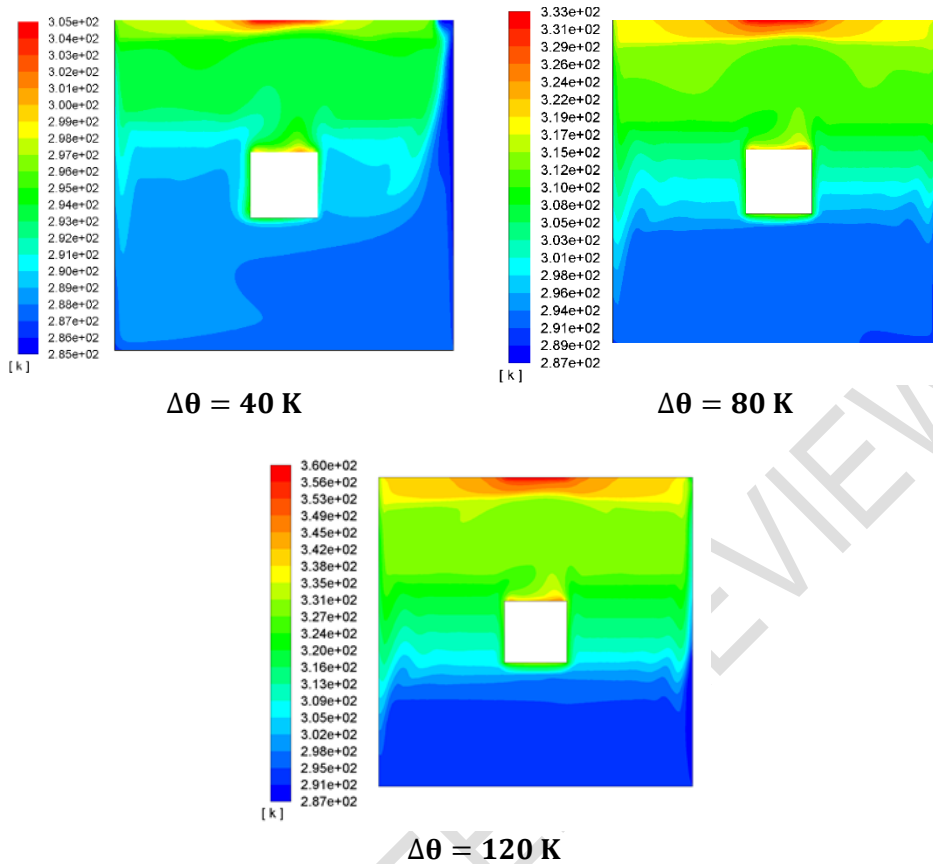 3.05e+02
3.04e+02
3.03e+02
3.02e+02
3.01e+02
3.00e+02
2.99e+02
2.98e+02
2.97e+02
2.96e+02
2.95e+02
2.94e+02
2.93e+02
2.92e+02
2.91e+02
2.90e+02
2.89e+02
2.88e+02
2.87e+02
2.86e+02
2.85e+02
[ k ]
Δθ = 40 K
3.33e+02
3.31e+02
3.29e+02
3.26e+02
3.24e+02
3.22e+02
3.19e+02
3.17e+02
3.15e+02
3.12e+02
3.10e+02
3.08e+02
3.05e+02
3.03e+02
3.01e+02
2.98e+02
2.96e+02
2.94e+02
2.91e+02
2.89e+02
2.87e+02
[ k ]
Δθ = 80 K
3.60e+02
3.56e+02
3.53e+02
3.49e+02
3.45e+02
3.42e+02
3.38e+02
3.35e+02
3.31e+02
3.27e+02
3.24e+02
3.20e+02
3.16e+02
3.13e+02
3.09e+02
3.05e+02
3.02e+02
2.98e+02
2.95e+02
2.91e+02
2.87e+02
[ k ]
Δθ = 120 K